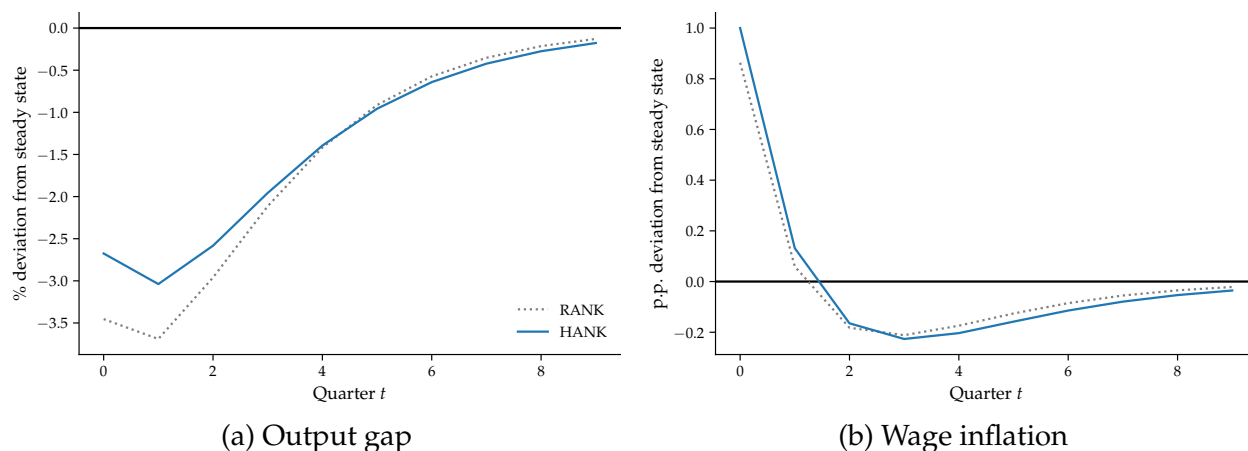 % deviation from steady state
0.0
−0.5
−1.0
−1.5
−2.0
−2.5
−3.0
−3.5
RANK
HANK
0 2 4 6 8
Quarter t
(a) Output gap
p.p. deviation from steady state
1.0
0.8
0.6
0.4
0.2
0.0
−0.2
0 2 4 6 8
Quarter t
(b) Wage inflation